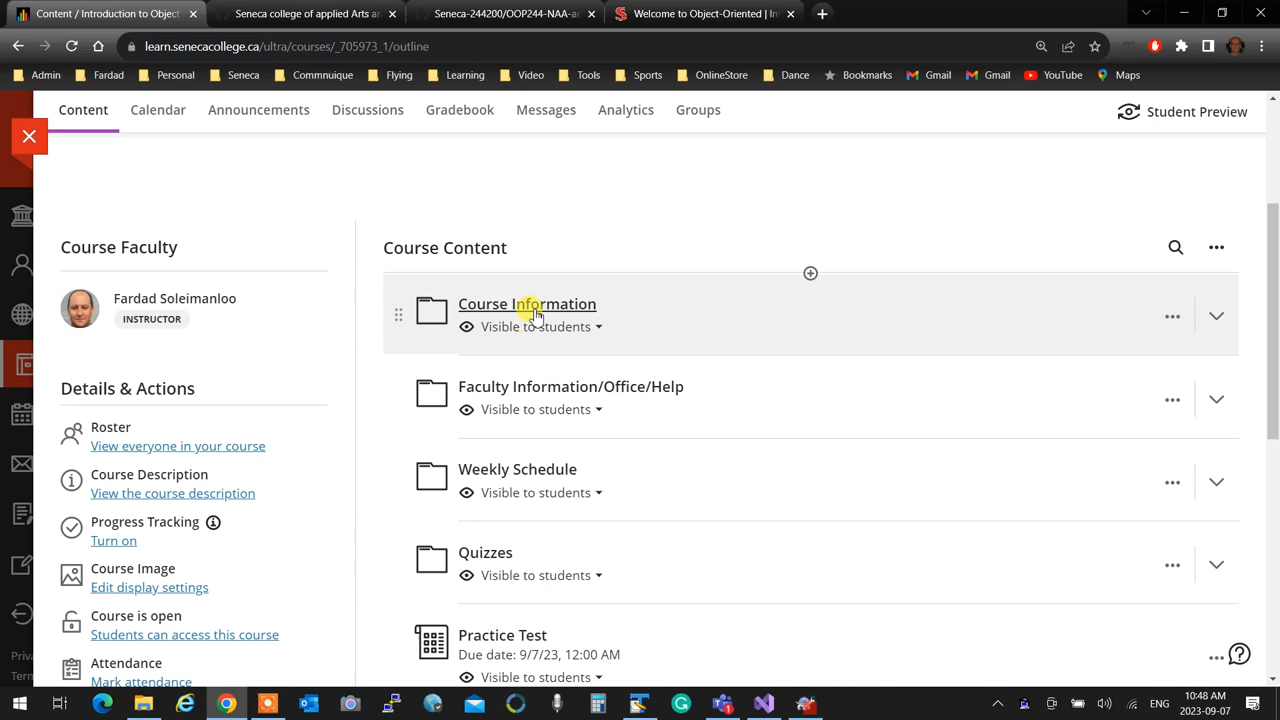 Content / Introduction to Object
Seneca college of applied Arts an
Seneca-244200/OOP244-NAA-an
Welcome to Object-Oriented | Int
learn.senecacollege.ca/ultra/courses/_705973_1/outline
Admin
Fardad
Personal
Seneca
Commnuique
Flying
Learning
Video
Tools
Sports
OnlineStore
Dance
Bookmarks
Gmail
Gmail
YouTube
Maps
Content
Calendar
Announcements
Discussions
Gradebook
Messages
Analytics
Groups
Student Preview
Course Faculty
Fardad Soleimanloo
INSTRUCTOR
Details & Actions
Roster
View everyone in your course
Course Description
View the course description
Progress Tracking
Turn on
Course Image
Edit display settings
Course is open
Students can access this course
Attendance
Mark attendance
Course Content
Course Information
Visible to students
Faculty Information/Office/Help
Visible to students
Weekly Schedule
Visible to students
Quizzes
Visible to students
Practice Test
Due date: 9/7/23, 12:00 AM
Visible to students
Priva
Term
ENG
10:48 AM
2023-09-07